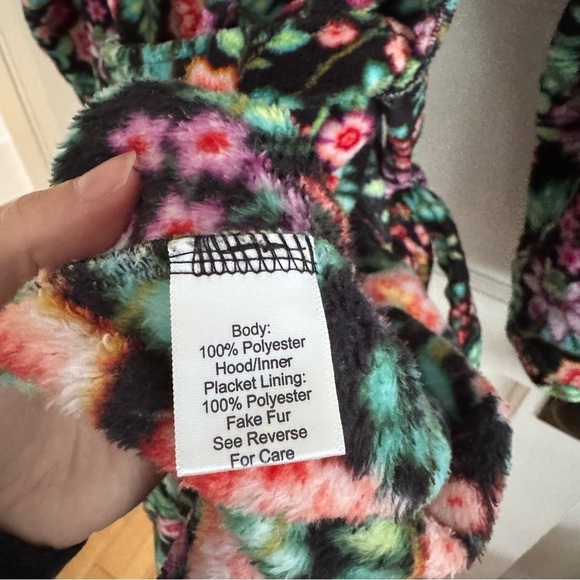 Body:
100% Polyester
Hood/Inner
Placket Lining:
100% Polyester
Fake Fur
See Reverse
For Care